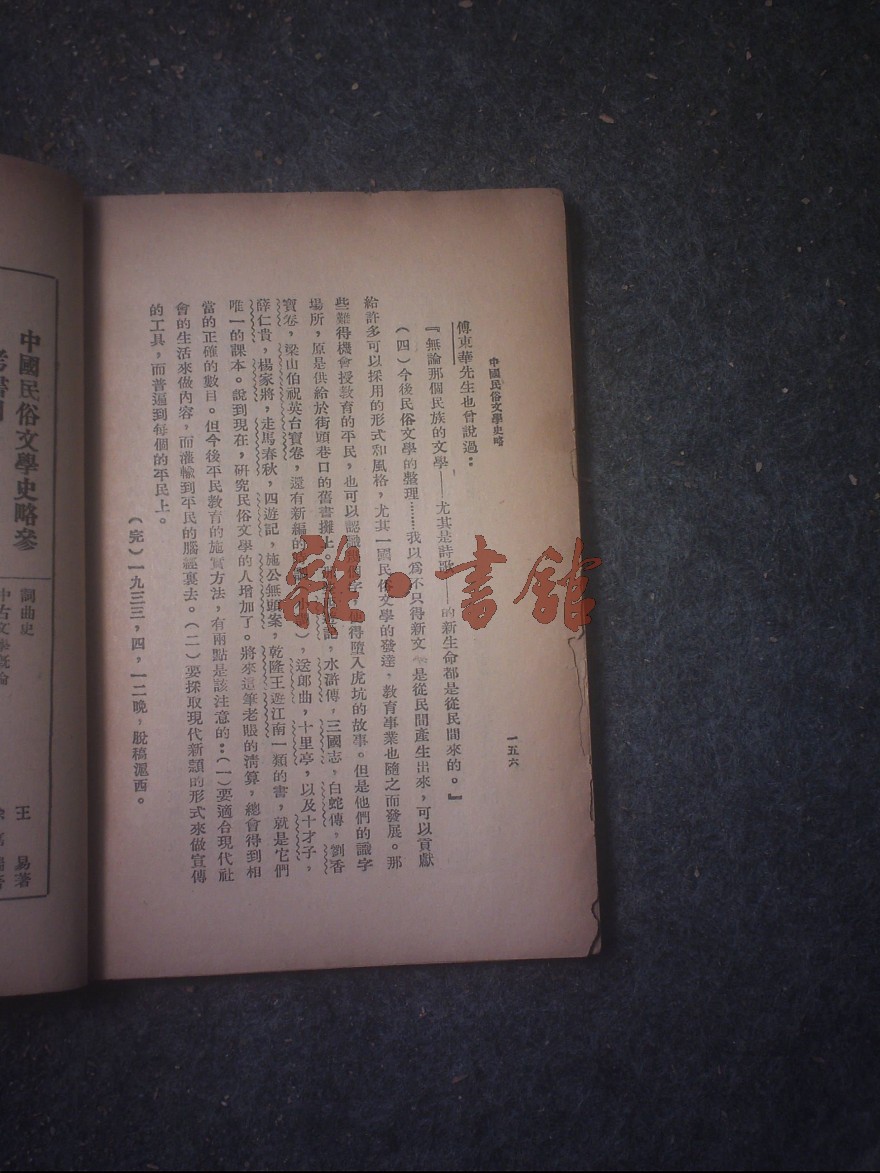 中國民俗文學史略
一五六
傅東華先生也曾說過：
『無論那個民族的文學——尤其是詩歌——的新生命都是從民間來的。』
（四）今後民俗文學的整理……我以爲不只得新文學是從民間產生出來，可以貢獻
給許多可以採用的形式和風格，尤其一國民俗文學的發達，教育事業也隨之而發展。那
些難得機會授教育的平民，也可以認識 得墮入虎坑的故事。但是他們的識字
場所，原是供給於街頭巷口的舊書攤上。 記，水滸傳，三國志，白蛇傳，劉香
寶卷，梁山伯祝英台寶卷，還有新編的 ，送郎曲，十里亭，以及十才子，
薛仁貴，楊家將，走馬春秋，四遊記，施公無頭案，乾隆王遊江南一類的書，就是它們
唯一的課本。說到現在，研究民俗文學的人增加了。將來這筆老賬的清算，總會得到相
當的正確的數目。但今後平民教育的施實方法，有兩點是該注意的：（一）要適合現代社
會的生活來做內容，而灌輸到平民的腦經裏去。（二）要採取現代新穎的形式來做宣傳
的工具，而普遍到每個的平民上。
（完）一九三三，四，一二晚，脫稿滬西。
中國民俗文學史略參
考書目
詞曲史
王易著
中古文學概論
雜·書館